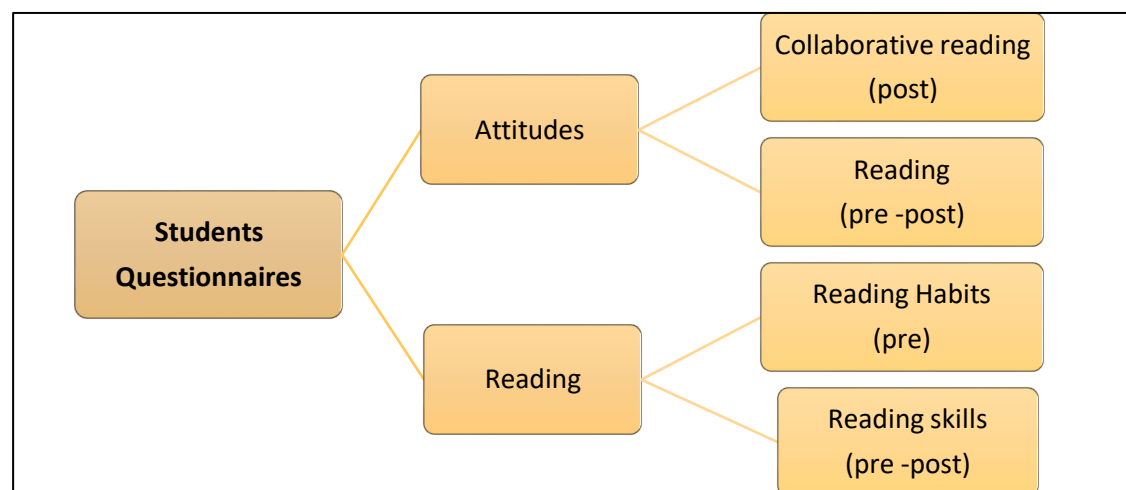 Students
Questionnaires
Attitudes
Collaborative reading
(post)
Reading
(pre -post)
Reading
Reading Habits
(pre)
Reading skills
(pre -post)